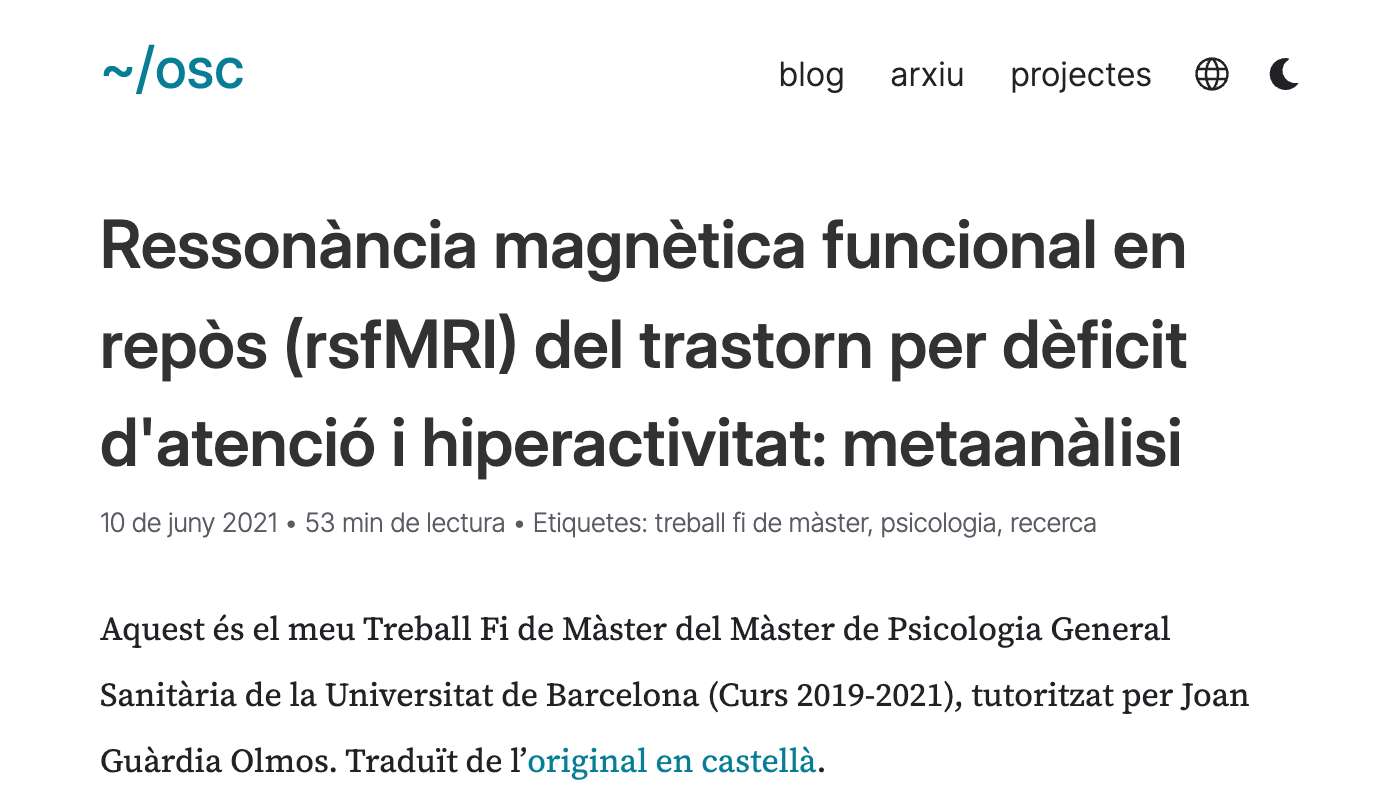 ~/osc
blog arxiu projectes
Ressonància magnètica funcional en
repòs (rsfMRI) del trastorn per dèficit
d'atenció i hiperactivitat: metaanàlisi
10 de juny 2021 • 53 min de lectura • Etiquetes: treball fi de màster, psicologia, recerca
Aquest és el meu Treball Fi de Màster del Màster de Psicologia General
Sanitària de la Universitat de Barcelona (Curs 2019-2021), tutoritzat per Joan
Guàrdia Olmos. Traduït de l’original en castellà.